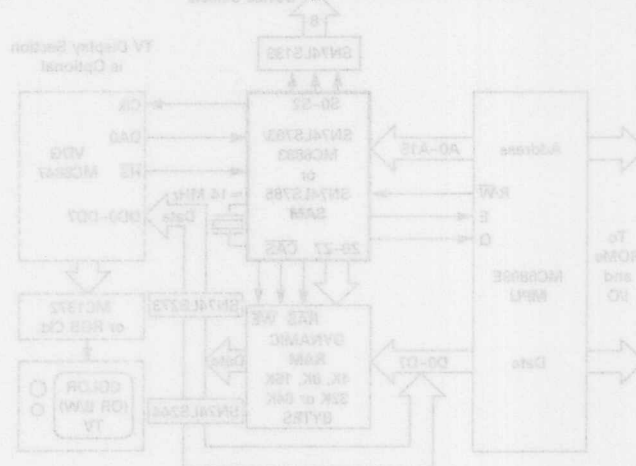 8
SN74LS138
TV Display Section
is Optional
S0-S2
SN74LS783/
MC6883
or
SN74LS785
SAM
Z0-Z7
CAS
≈ 14 MHz
Clk
DA0
HS
VDG
MC6847
DD0-DD7
Data
Address
A0-A15
R/W
E
Q
MC6809E
MPU
Data
D0-D7
To
ROMs
and
I/O
MC1372
or RGB Ckt
SN74LS273
SN74LS244
COLOR
(OR B/W)
TV
RAS WE
DYNAMIC
RAM
4K, 8K, 16K
32K or 64K
BYTES
Data